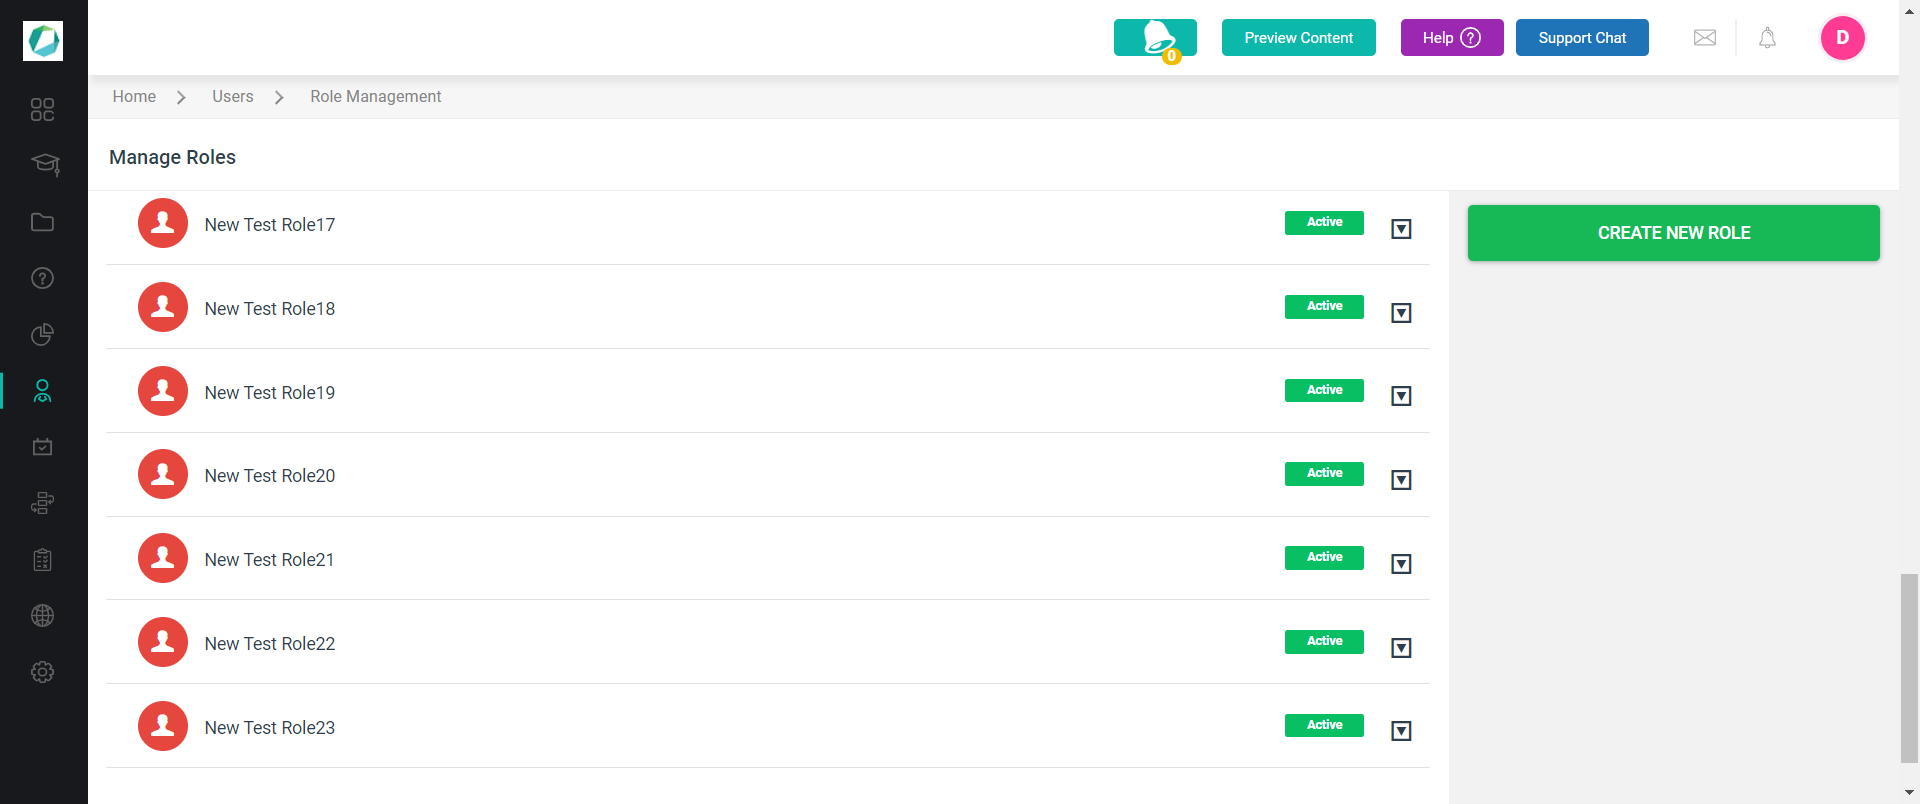 0
Preview Content
Help ?
Support Chat
D
Home > Users > Role Management
Manage Roles
New Test Role17 Active
CREATE NEW ROLE
New Test Role18 Active
New Test Role19 Active
New Test Role20 Active
New Test Role21 Active
New Test Role22 Active
New Test Role23 Active